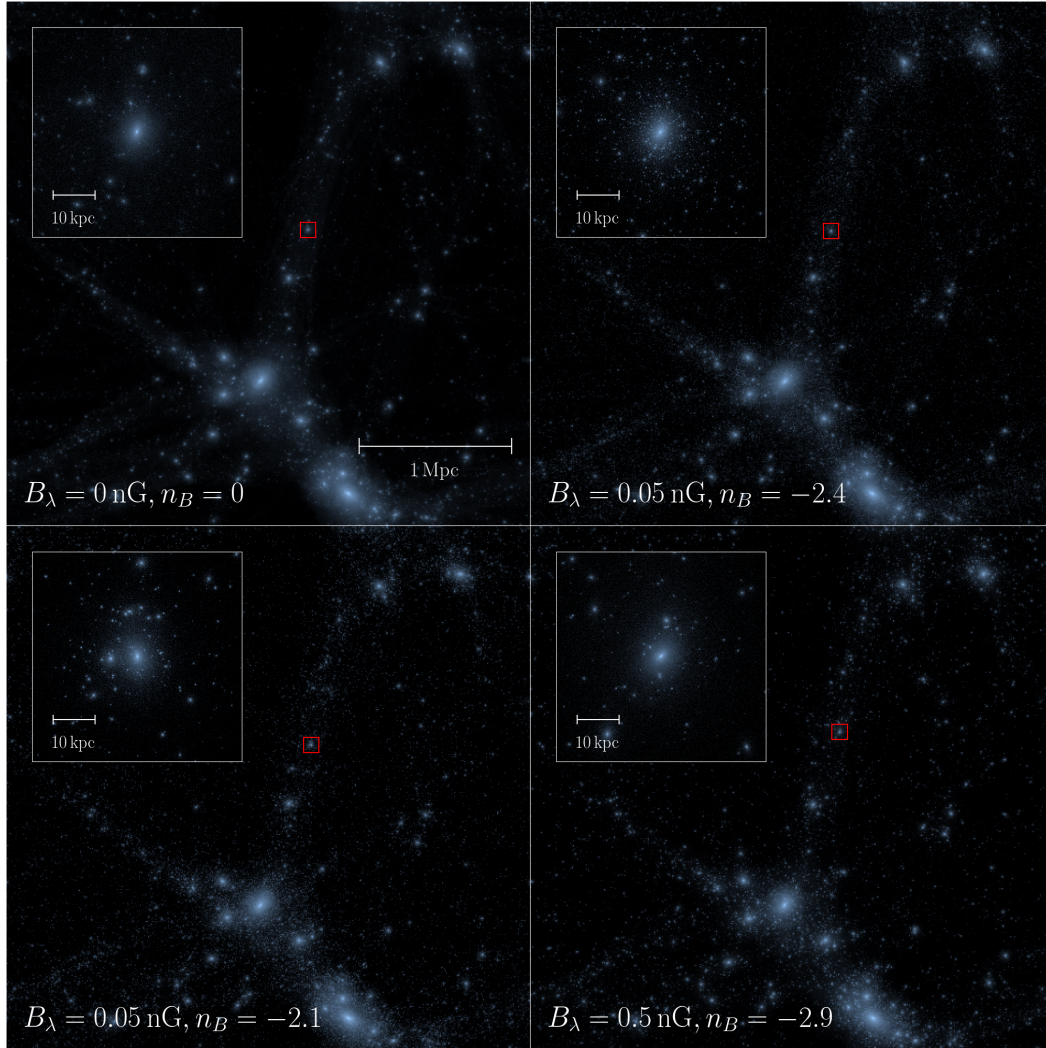 10 kpc
1 Mpc
B_λ = 0 nG, n_B = 0
10 kpc
B_λ = 0.05 nG, n_B = −2.4
10 kpc
B_λ = 0.05 nG, n_B = −2.1
10 kpc
B_λ = 0.5 nG, n_B = −2.9